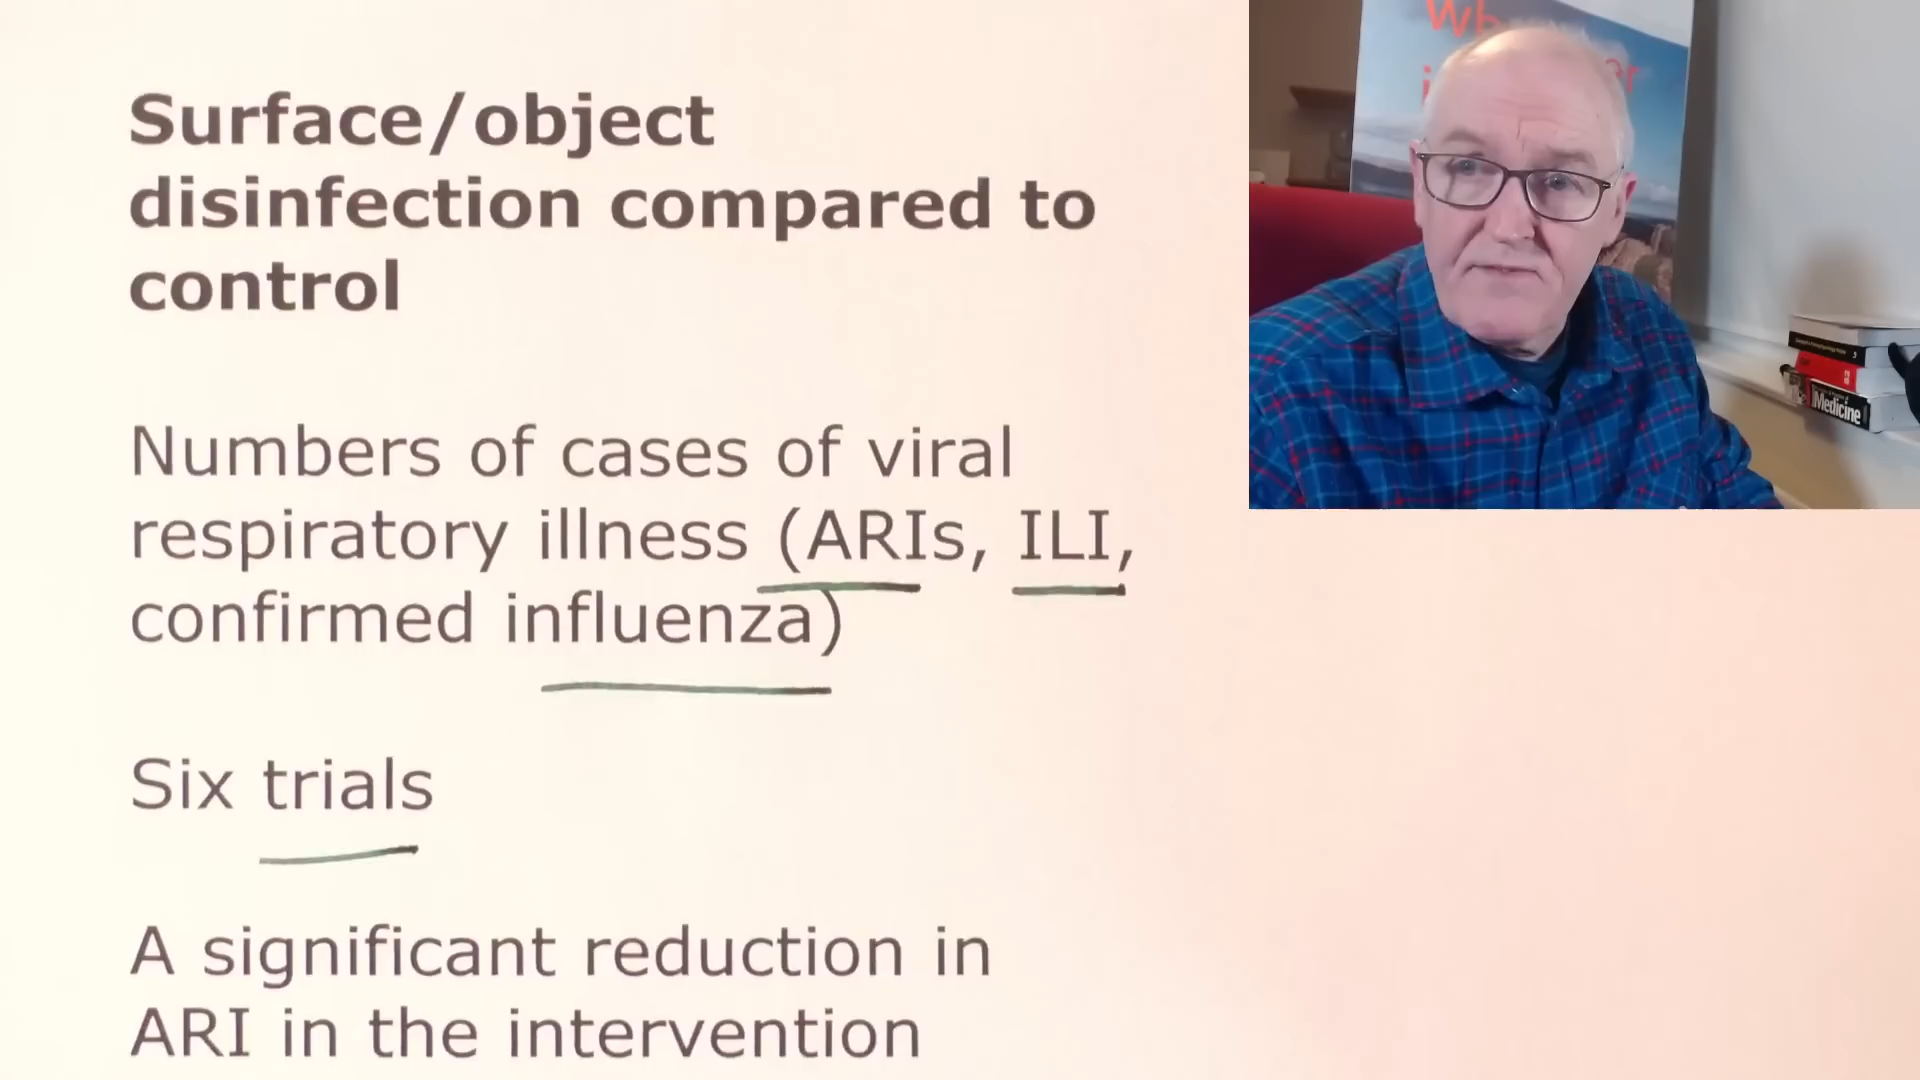 Surface/object
disinfection compared to
control
Numbers of cases of viral
respiratory illness (ARIs, ILI,
confirmed influenza)
Six trials
A significant reduction in
ARI in the intervention
Medicine